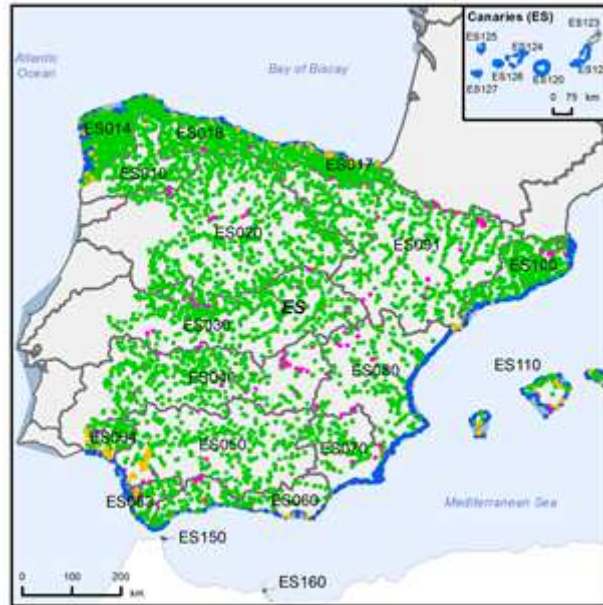 Canaries (ES)
ES123
ES125
ES124
ES126
ES120
ES12
ES127
0 75 km
Atlantic
Ocean
Bay of Biscay
ES014
ES018
ES017
ES010
ES020
ES091
ES100
ES
ES030
ES110
ES040
ES080
ES050
ES070
ES063
ES060
Mediterranean Sea
ES150
ES160
0 100 200
km